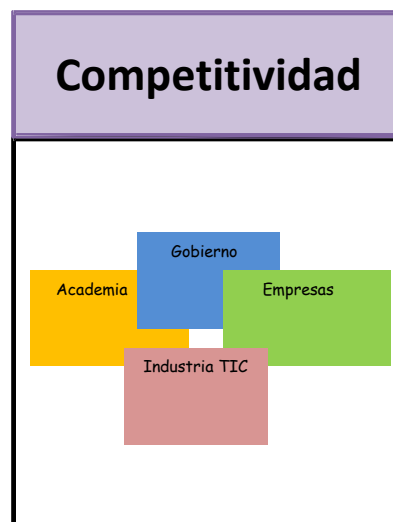 Competitividad
Gobierno
Academia
Empresas
Industria TIC